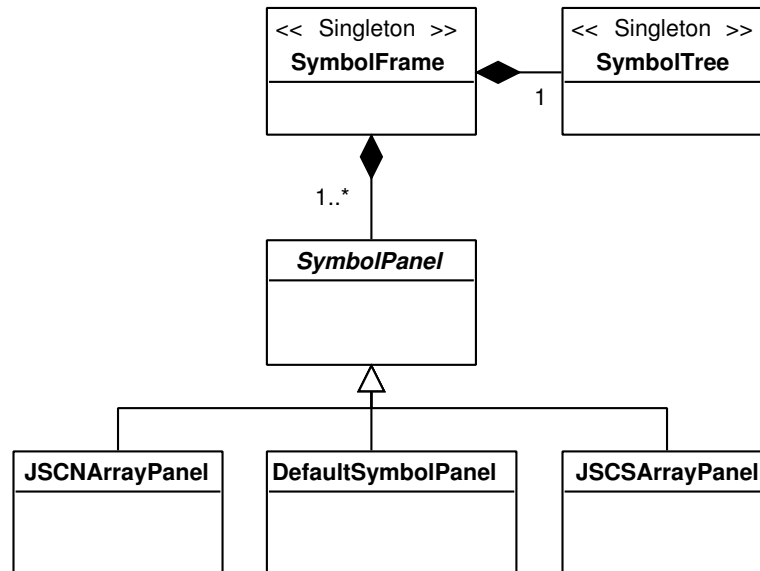 << Singleton >>
SymbolFrame
<< Singleton >>
SymbolTree
1
1..*
SymbolPanel
JSCNArrayPanel
DefaultSymbolPanel
JSCSArrayPanel